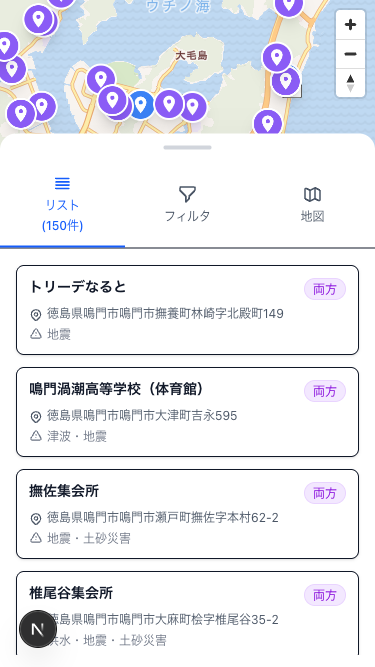 ウチノ海
大毛島
リスト
(150件)
フィルタ
地図
トリーデなると
両方
徳島県鳴門市鳴門市撫養町林崎字北殿町149
地震
鳴門渦潮高等学校（体育館）
両方
徳島県鳴門市鳴門市大津町吉永595
津波・地震
撫佐集会所
両方
徳島県鳴門市鳴門市瀬戸町撫佐字本村62-2
地震・土砂災害
椎尾谷集会所
両方
徳島県鳴門市鳴門市大麻町桧字椎尾谷35-2
洪水・地震・土砂災害
N